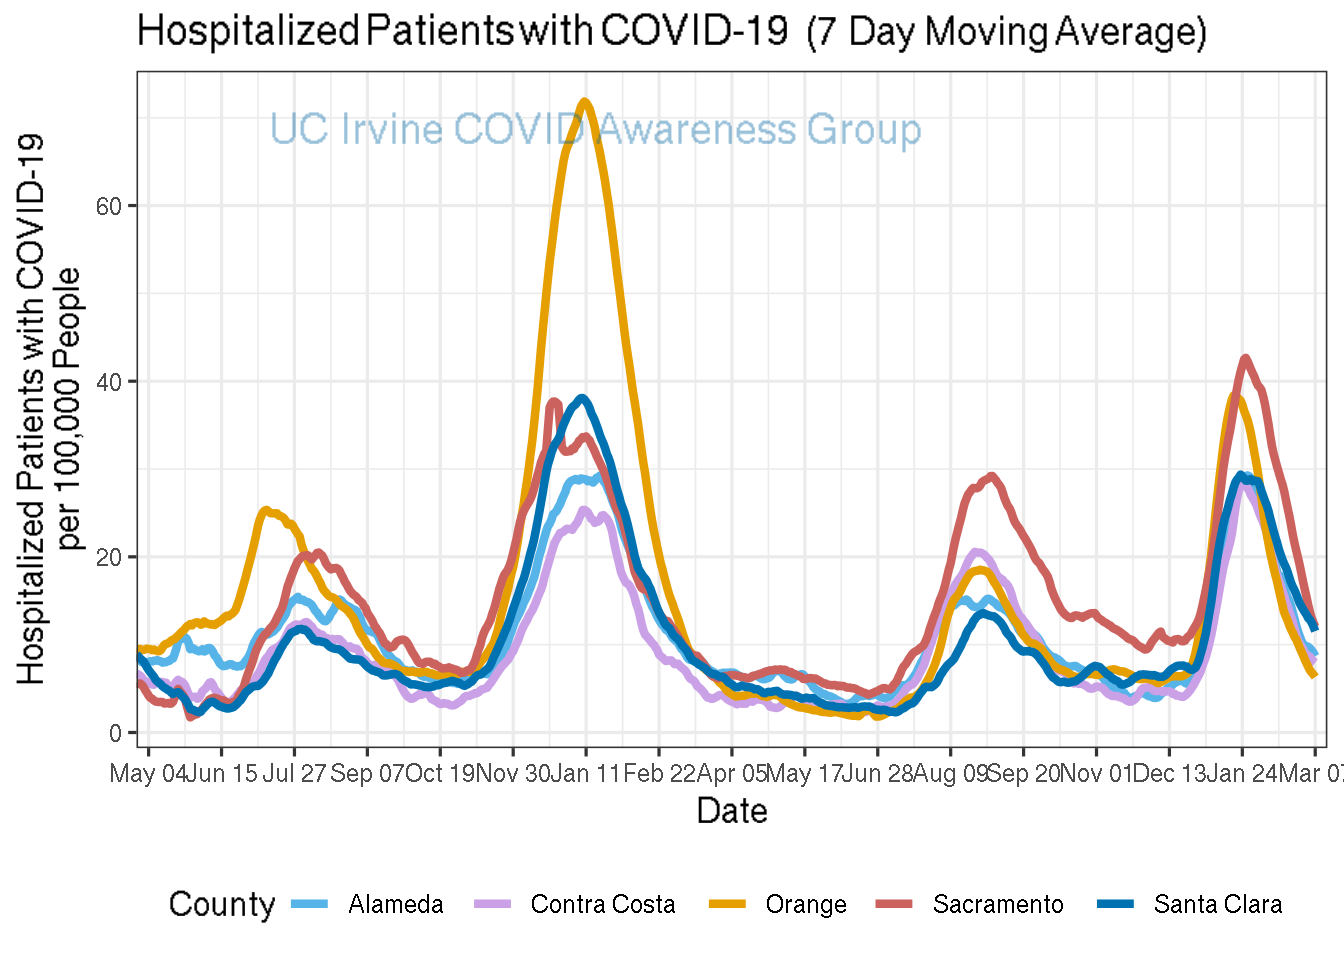 Hospitalized Patients with COVID-19 (7 Day Moving Average)
UC Irvine COVID Awareness Group
Hospitalized Patients with COVID-19
per 100,000 People
60
40
20
0
May 04 Jun 15 Jul 27 Sep 07 Oct 19 Nov 30 Jan 11 Feb 22 Apr 05 May 17 Jun 28 Aug 09 Sep 20 Nov 01 Dec 13 Jan 24 Mar 07
Date
County Alameda Contra Costa Orange Sacramento Santa Clara